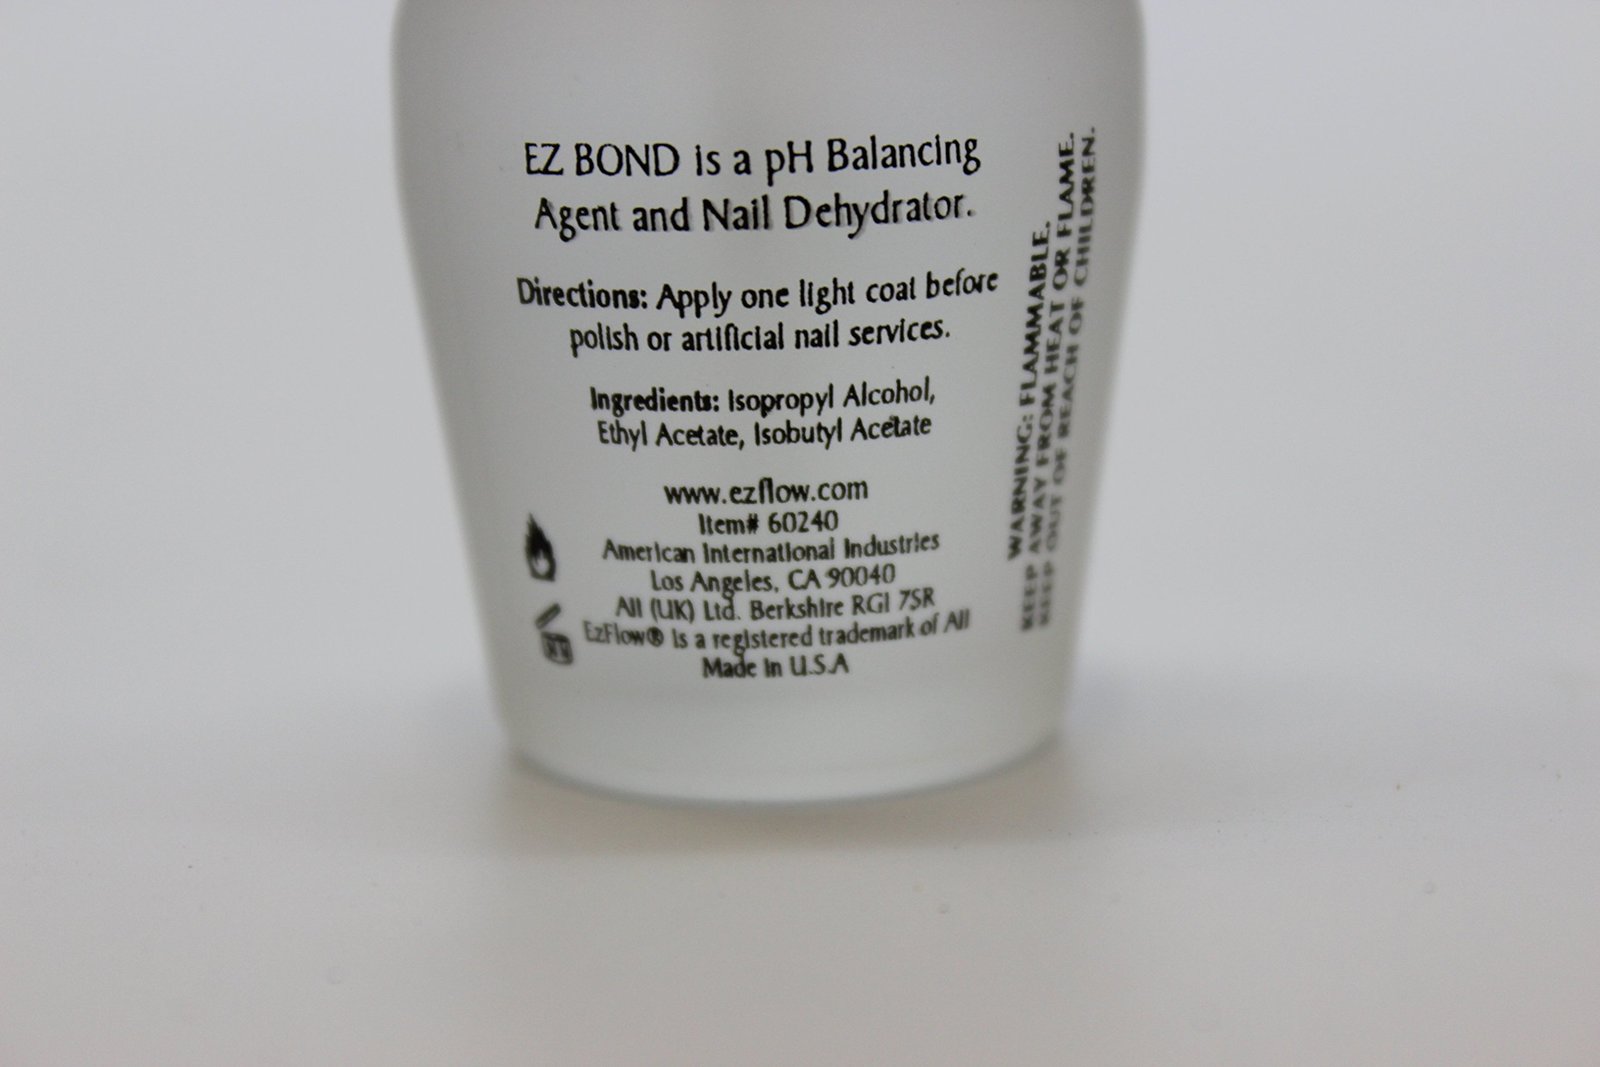 EZ BOND is a pH Balancing
Agent and Nail Dehydrator.
Directions: Apply one light coat before
polish or artificial nail services.
Ingredients: Isopropyl Alcohol,
Ethyl Acetate, Isobutyl Acetate
www.ezflow.com
Item# 60240
American International Industries
Los Angeles, CA 90040
AII (UK) Ltd. Berkshire RG1 7SR
EzFlow® is a registered trademark of AII
Made in U.S.A
WARNING: FLAMMABLE.
KEEP AWAY FROM HEAT OR FLAME.
KEEP OUT OF REACH OF CHILDREN.